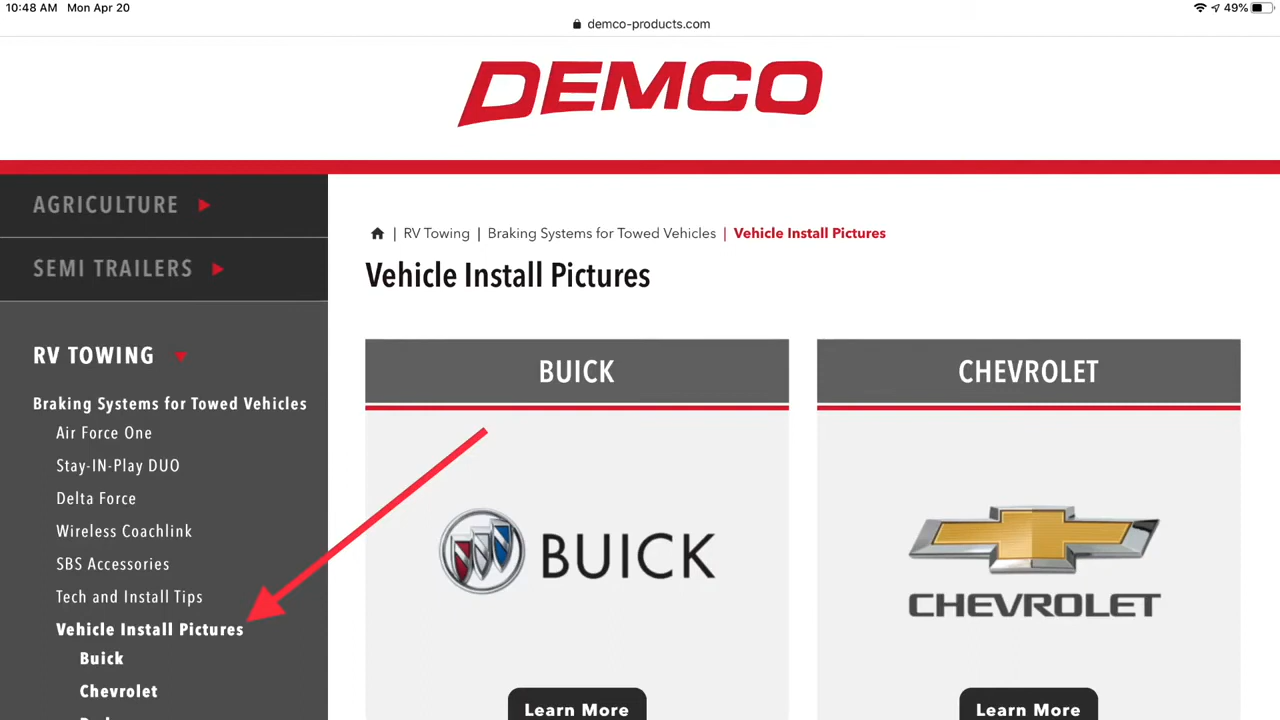 10:48 AM Mon Apr 20
49%
demco-products.com
DEMCO
AGRICULTURE
SEMI TRAILERS
RV TOWING
Braking Systems for Towed Vehicles
Air Force One
Stay-IN-Play DUO
Delta Force
Wireless Coachlink
SBS Accessories
Tech and Install Tips
Vehicle Install Pictures
Buick
Chevrolet
| RV Towing | Braking Systems for Towed Vehicles | Vehicle Install Pictures
Vehicle Install Pictures
BUICK
BUICK
Learn More
CHEVROLET
CHEVROLET
Learn More